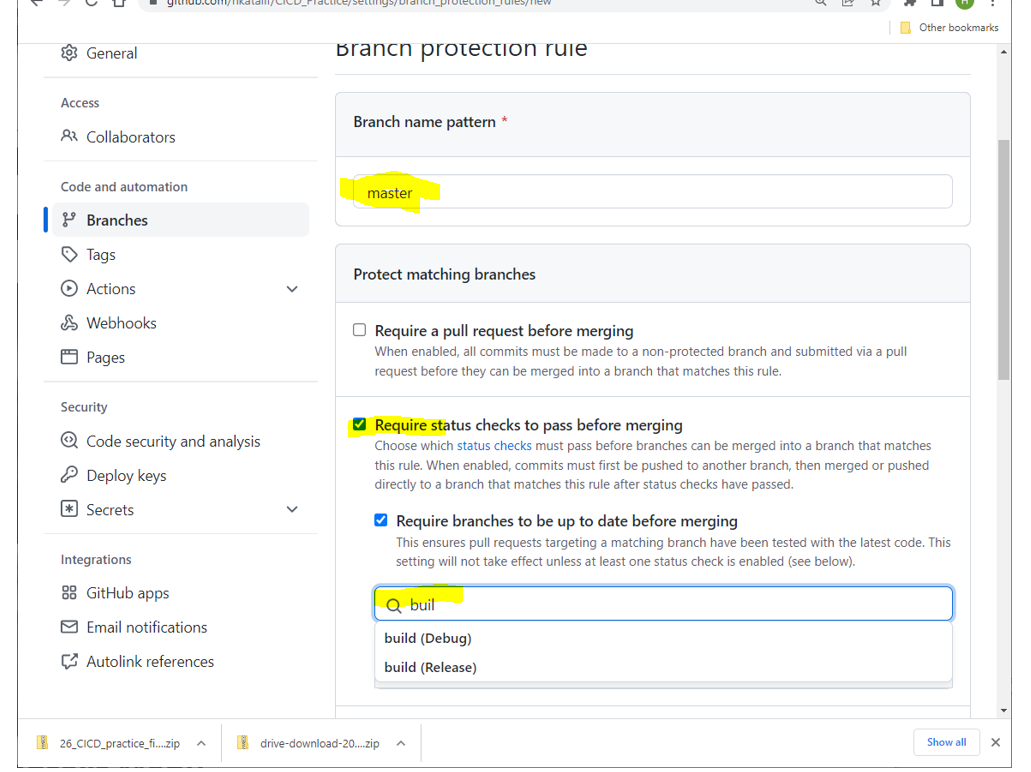 github.com/hkatalif/CICD_Practice/settings/branch_protection_rules/new
Other bookmarks
General
Access
Collaborators
Code and automation
Branches
Tags
Actions
Webhooks
Pages
Security
Code security and analysis
Deploy keys
Secrets
Integrations
GitHub apps
Email notifications
Autolink references
Branch protection rule
Branch name pattern *
master
Protect matching branches
Require a pull request before merging
When enabled, all commits must be made to a non-protected branch and submitted via a pull
request before they can be merged into a branch that matches this rule.
Require status checks to pass before merging
Choose which status checks must pass before branches can be merged into a branch that matches
this rule. When enabled, commits must first be pushed to another branch, then merged or pushed
directly to a branch that matches this rule after status checks have passed.
Require branches to be up to date before merging
This ensures pull requests targeting a matching branch have been tested with the latest code. This
setting will not take effect unless at least one status check is enabled (see below).
buil
build (Debug)
build (Release)
26_CICD_practice_fi....zip
drive-download-20....zip
Show all